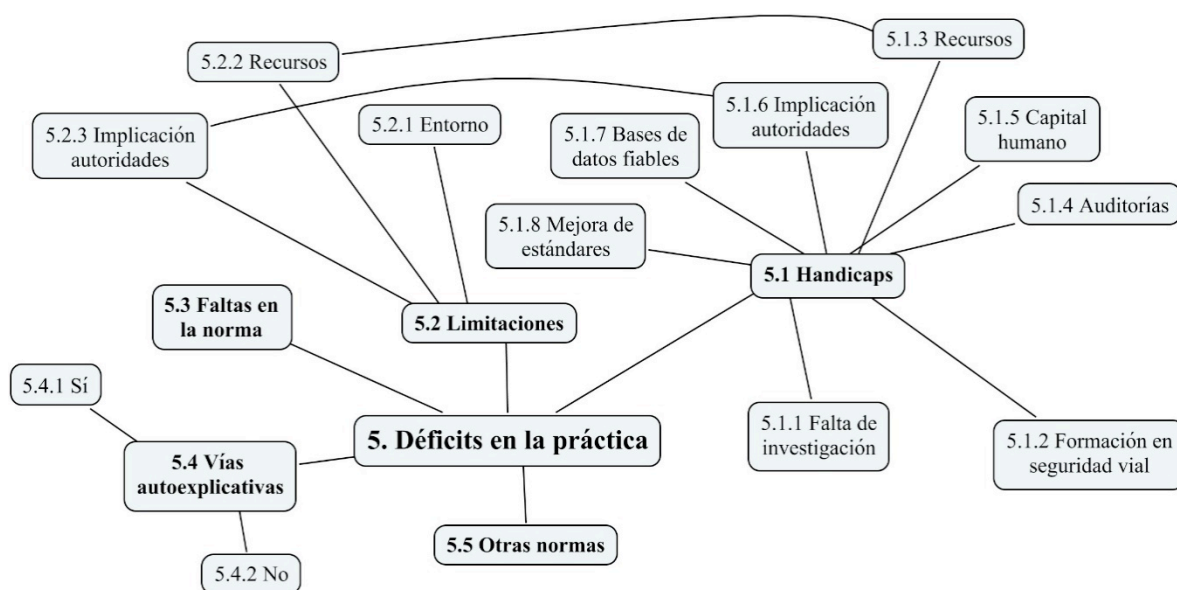 5.2.2 Recursos
5.1.3 Recursos
5.2.3 Implicación
autoridades
5.2.1 Entorno
5.1.7 Bases de
datos fiables
5.1.6 Implicación
autoridades
5.1.5 Capital
humano
5.1.8 Mejora de
estándares
5.1.4 Auditorías
5.1 Handicaps
5.3 Faltas en
la norma
5.2 Limitaciones
5.4.1 Sí
5. Déficits en la práctica
5.1.1 Falta de
investigación
5.1.2 Formación en
seguridad vial
5.4 Vías
autoexplicativas
5.5 Otras normas
5.4.2 No